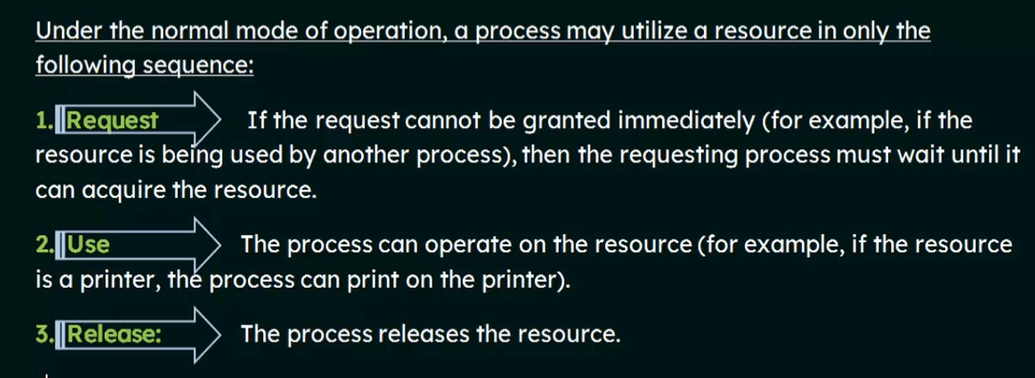 Under the normal mode of operation, a process may utilize a resource in only the
following sequence:
1. Request If the request cannot be granted immediately (for example, if the
resource is being used by another process), then the requesting process must wait until it
can acquire the resource.
2. Use The process can operate on the resource (for example, if the resource
is a printer, the process can print on the printer).
3. Release: The process releases the resource.